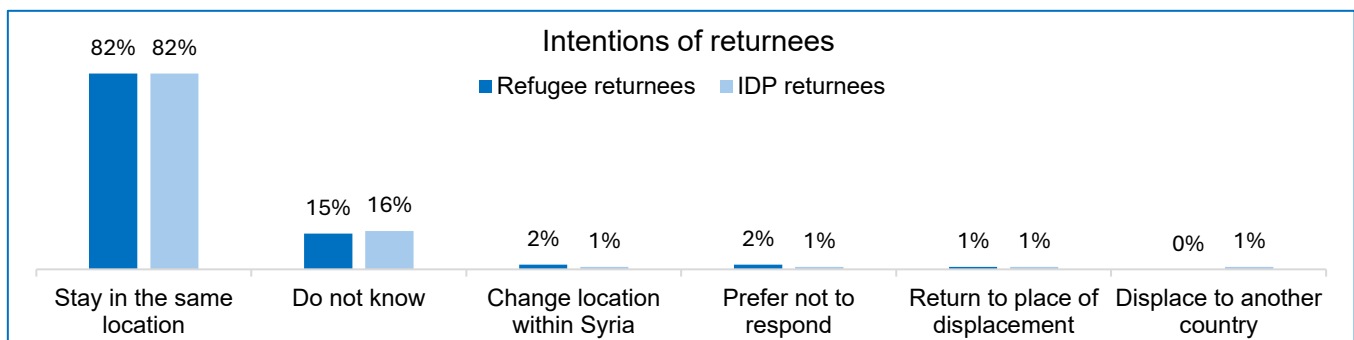 Intentions of returnees
Refugee returnees IDP returnees
82% 82%
15% 16%
2% 1%
2% 1%
1% 1%
0% 1%
Stay in the same
location
Do not know
Change location
within Syria
Prefer not to
respond
Return to place of
displacement
Displace to another
country